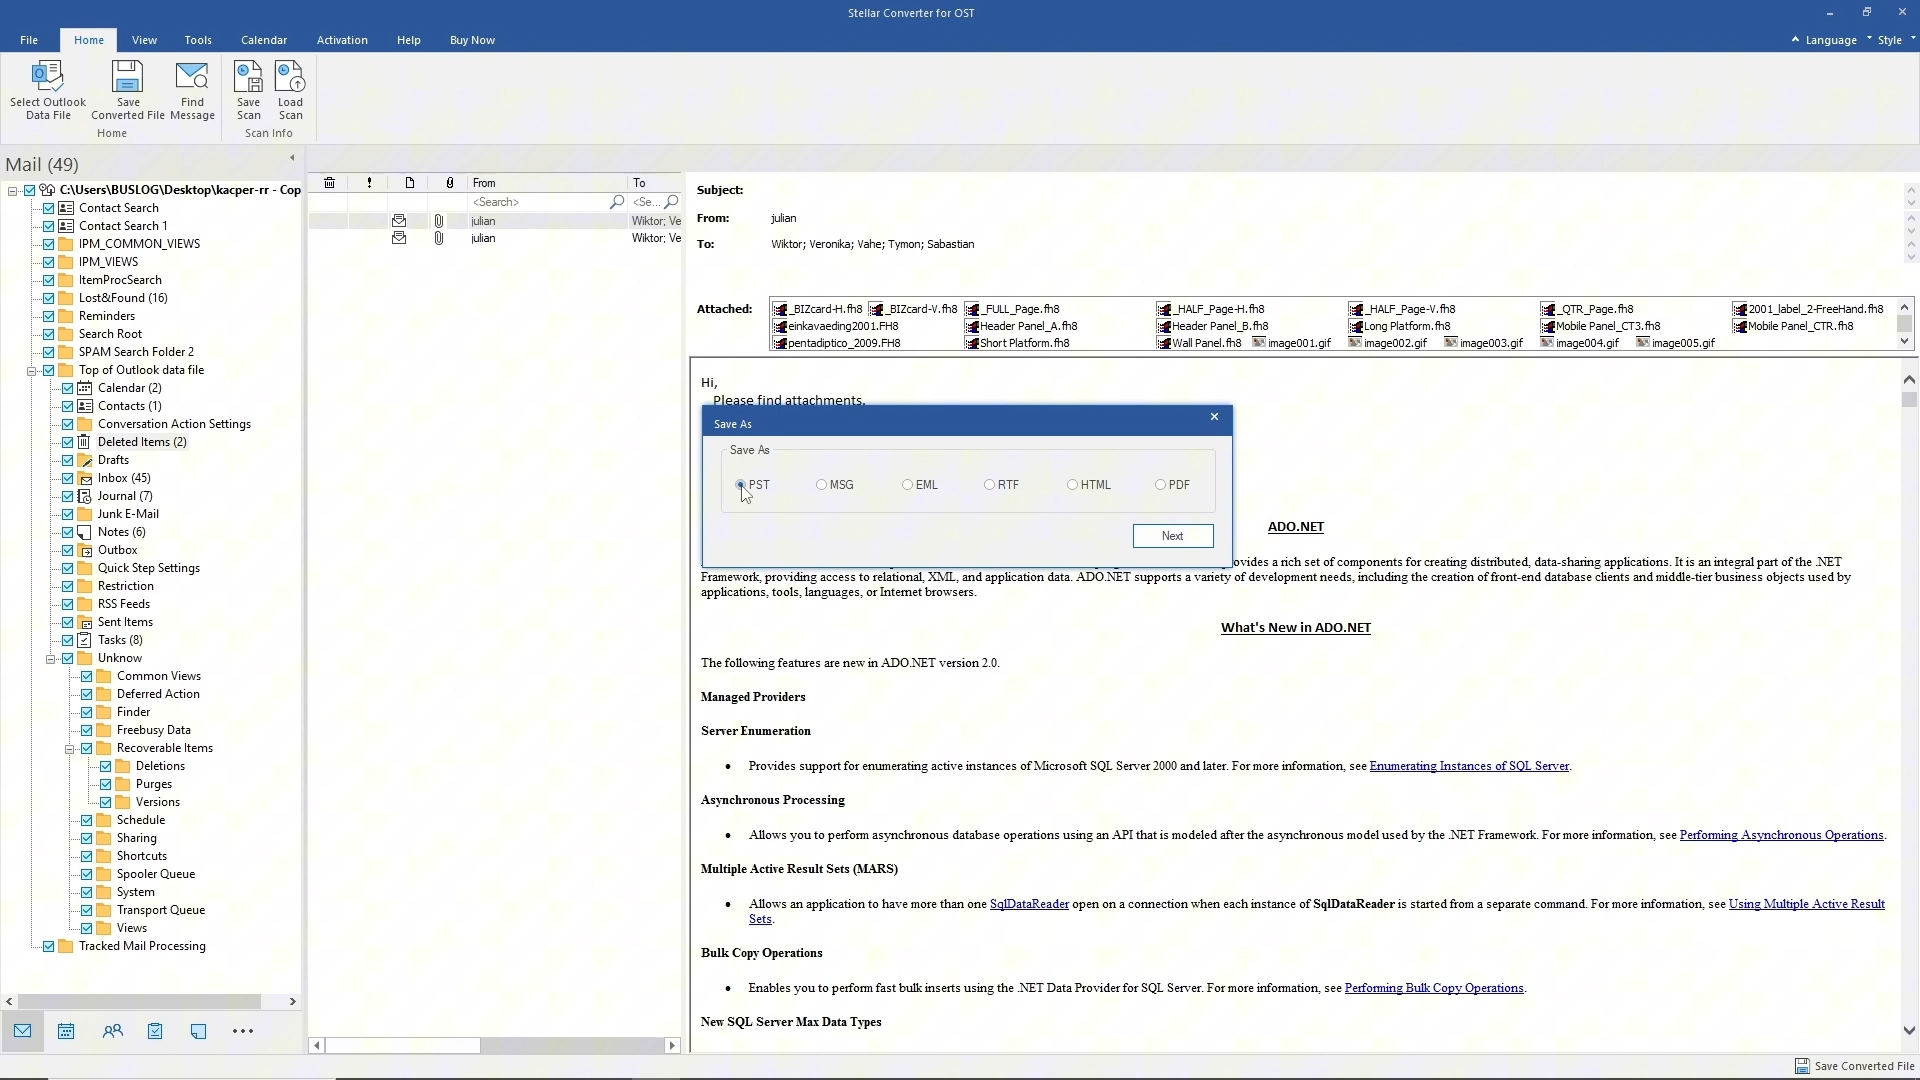 Stellar Converter for OST
File Home View Tools Calendar Activation Help Buy Now Language Style
Select Outlook Data File
Save Converted File
Find Message
Home
Save Scan
Load Scan
Scan Info
Mail (49)
C:\Users\BUSLOG\Desktop\kacper-rr - Cop
Contact Search
Contact Search 1
IPM_COMMON_VIEWS
IPM_VIEWS
ItemProcSearch
Lost&Found (16)
Reminders
Search Root
SPAM Search Folder 2
Top of Outlook data file
Calendar (2)
Contacts (1)
Conversation Action Settings
Deleted Items (2)
Drafts
Inbox (45)
Journal (7)
Junk E-Mail
Notes (6)
Outbox
Quick Step Settings
Restriction
RSS Feeds
Sent Items
Tasks (8)
Unknow
Common Views
Deferred Action
Finder
Freebusy Data
Recoverable Items
Deletions
Purges
Versions
Schedule
Sharing
Shortcuts
Spooler Queue
System
Transport Queue
Views
Tracked Mail Processing
From To
<Search> <Se...
julian Wiktor; Ve
julian Wiktor; Ve
Subject:
From: julian
To: Wiktor; Veronika; Vahe; Tymon; Sabastian
Attached: _BIZcard-H.fh8 _BIZcard-V.fh8 _FULL_Page.fh8 _HALF_Page-H.fh8 _HALF_Page-V.fh8 _QTR_Page.fh8 2001_label_2-FreeHand.fh8
einkavaeding2001.FH8 Header Panel_A.fh8 Header Panel_B.fh8 Long Platform.fh8 Mobile Panel_CT3.fh8 Mobile Panel_CTR.fh8
pentadiptico_2009.FH8 Short Platform.fh8 Wall Panel.fh8 image001.gif image002.gif image003.gif image004.gif image005.gif
Hi,
Please find attachments.
Save As
Save As
PST MSG EML RTF HTML PDF
Next
ADO.NET
ovides a rich set of components for creating distributed, data-sharing applications. It is an integral part of the .NET
Framework, providing access to relational, XML, and application data. ADO.NET supports a variety of development needs, including the creation of front-end database clients and middle-tier business objects used by
applications, tools, languages, or Internet browsers.
What's New in ADO.NET
The following features are new in ADO.NET version 2.0.
Managed Providers
Server Enumeration
• Provides support for enumerating active instances of Microsoft SQL Server 2000 and later. For more information, see Enumerating Instances of SQL Server.
Asynchronous Processing
• Allows you to perform asynchronous database operations using an API that is modeled after the asynchronous model used by the .NET Framework. For more information, see Performing Asynchronous Operations.
Multiple Active Result Sets (MARS)
• Allows an application to have more than one SqlDataReader open on a connection when each instance of SqlDataReader is started from a separate command. For more information, see Using Multiple Active Result
Sets.
Bulk Copy Operations
• Enables you to perform fast bulk inserts using the .NET Data Provider for SQL Server. For more information, see Performing Bulk Copy Operations.
New SQL Server Max Data Types
Save Converted File